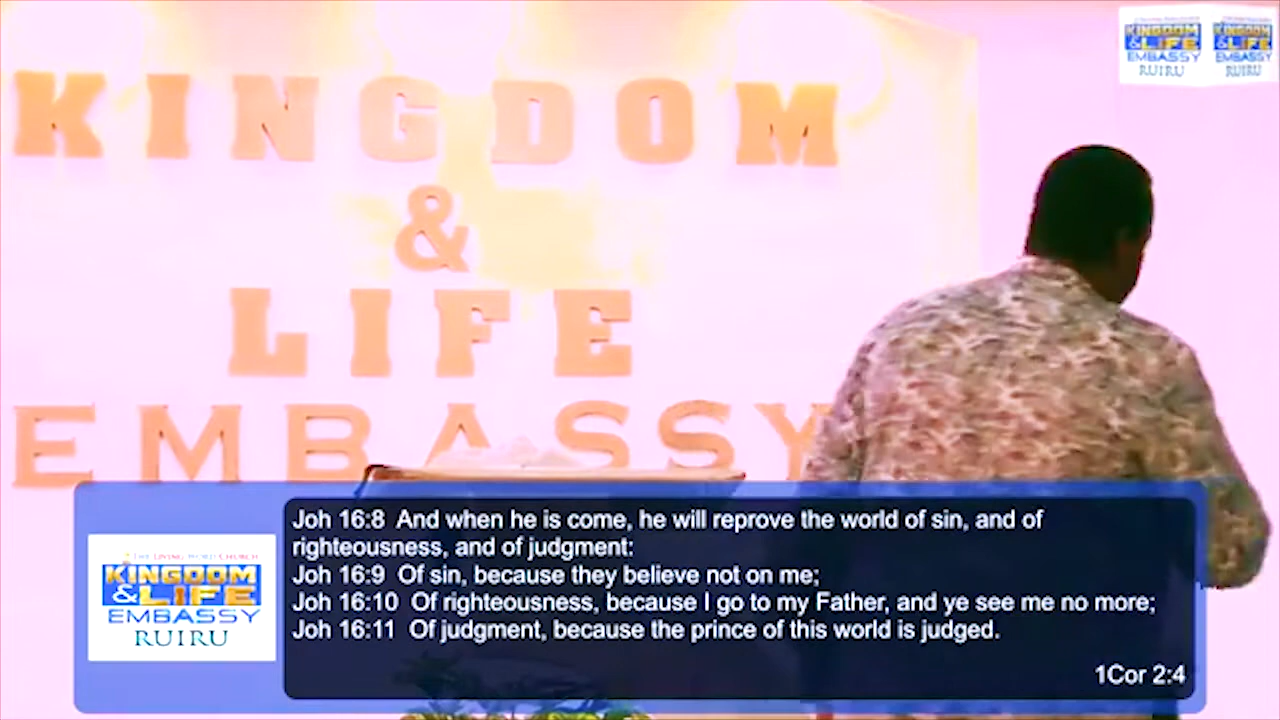 KINGDOM
&
LIFE
EMBASSY
KINGDOM
&LIFE
EMBASSY
RUIRU
KINGDOM
&LIFE
EMBASSY
RUIRU
THE LIVING WORD CHURCH
KINGDOM
&LIFE
EMBASSY
RUIRU
Joh 16:8 And when he is come, he will reprove the world of sin, and of
righteousness, and of judgment:
Joh 16:9 Of sin, because they believe not on me;
Joh 16:10 Of righteousness, because I go to my Father, and ye see me no more;
Joh 16:11 Of judgment, because the prince of this world is judged.
1Cor 2:4